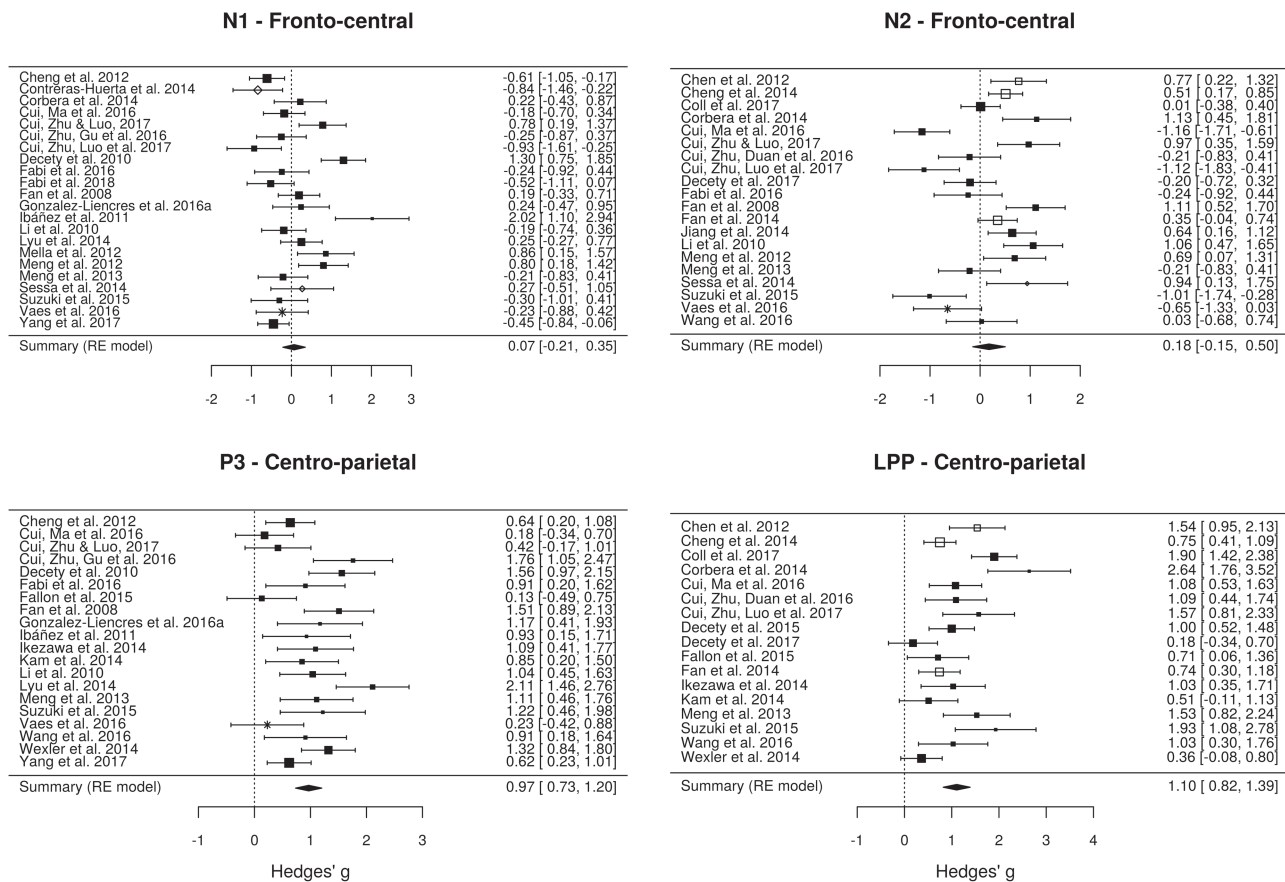 N1 - Fronto-central
Cheng et al. 2012 -0.61 [-1.05, -0.17]
Contreras-Huerta et al. 2014 -0.84 [-1.46, -0.22]
Corbera et al. 2014 0.22 [-0.43, 0.87]
Cui, Ma et al. 2016 -0.18 [-0.70, 0.34]
Cui, Zhu & Luo, 2017 0.78 [ 0.19, 1.37]
Cui, Zhu, Gu et al. 2016 -0.25 [-0.87, 0.37]
Cui, Zhu, Luo et al. 2017 -0.93 [-1.61, -0.25]
Decety et al. 2010 1.30 [ 0.75, 1.85]
Fabi et al. 2016 -0.24 [-0.92, 0.44]
Fabi et al. 2018 -0.52 [-1.11, 0.07]
Fan et al. 2008 0.19 [-0.33, 0.71]
Gonzalez-Liencres et al. 2016a 0.24 [-0.47, 0.95]
Ibáñez et al. 2011 2.02 [ 1.10, 2.94]
Li et al. 2010 -0.19 [-0.74, 0.36]
Lyu et al. 2014 0.25 [-0.27, 0.77]
Mella et al. 2012 0.86 [ 0.15, 1.57]
Meng et al. 2012 0.80 [ 0.18, 1.42]
Meng et al. 2013 -0.21 [-0.83, 0.41]
Sessa et al. 2014 0.27 [-0.51, 1.05]
Suzuki et al. 2015 -0.30 [-1.01, 0.41]
Vaes et al. 2016 -0.23 [-0.88, 0.42]
Yang et al. 2017 -0.45 [-0.84, -0.06]
Summary (RE model) 0.07 [-0.21, 0.35]
-2 -1 0 1 2 3
N2 - Fronto-central
Chen et al. 2012 0.77 [ 0.22, 1.32]
Cheng et al. 2014 0.51 [ 0.17, 0.85]
Coll et al. 2017 0.01 [-0.38, 0.40]
Corbera et al. 2014 1.13 [ 0.45, 1.81]
Cui, Ma et al. 2016 -1.16 [-1.71, -0.61]
Cui, Zhu & Luo, 2017 0.97 [ 0.35, 1.59]
Cui, Zhu, Duan et al. 2016 -0.21 [-0.83, 0.41]
Cui, Zhu, Luo et al. 2017 -1.12 [-1.83, -0.41]
Decety et al. 2017 -0.20 [-0.72, 0.32]
Fabi et al. 2016 -0.24 [-0.92, 0.44]
Fan et al. 2008 1.11 [ 0.52, 1.70]
Fan et al. 2014 0.35 [-0.04, 0.74]
Jiang et al. 2014 0.64 [ 0.16, 1.12]
Li et al. 2010 1.06 [ 0.47, 1.65]
Meng et al. 2012 0.69 [ 0.07, 1.31]
Meng et al. 2013 -0.21 [-0.83, 0.41]
Sessa et al. 2014 0.94 [ 0.13, 1.75]
Suzuki et al. 2015 -1.01 [-1.74, -0.28]
Vaes et al. 2016 -0.65 [-1.33, 0.03]
Wang et al. 2016 0.03 [-0.68, 0.74]
Summary (RE model) 0.18 [-0.15, 0.50]
-2 -1 0 1 2
P3 - Centro-parietal
Cheng et al. 2012 0.64 [ 0.20, 1.08]
Cui, Ma et al. 2016 0.18 [-0.34, 0.70]
Cui, Zhu & Luo, 2017 0.42 [-0.17, 1.01]
Cui, Zhu, Gu et al. 2016 1.76 [ 1.05, 2.47]
Decety et al. 2010 1.56 [ 0.97, 2.15]
Fabi et al. 2016 0.91 [ 0.20, 1.62]
Fallon et al. 2015 0.13 [-0.49, 0.75]
Fan et al. 2008 1.51 [ 0.89, 2.13]
Gonzalez-Liencres et al. 2016a 1.17 [ 0.41, 1.93]
Ibáñez et al. 2011 0.93 [ 0.15, 1.71]
Ikezawa et al. 2014 1.09 [ 0.41, 1.77]
Kam et al. 2014 0.85 [ 0.20, 1.50]
Li et al. 2010 1.04 [ 0.45, 1.63]
Lyu et al. 2014 2.11 [ 1.46, 2.76]
Meng et al. 2013 1.11 [ 0.46, 1.76]
Suzuki et al. 2015 1.22 [ 0.46, 1.98]
Vaes et al. 2016 0.23 [-0.42, 0.88]
Wang et al. 2016 0.91 [ 0.18, 1.64]
Wexler et al. 2014 1.32 [ 0.84, 1.80]
Yang et al. 2017 0.62 [ 0.23, 1.01]
Summary (RE model) 0.97 [ 0.73, 1.20]
-1 0 1 2 3
Hedges' g
LPP - Centro-parietal
Chen et al. 2012 1.54 [ 0.95, 2.13]
Cheng et al. 2014 0.75 [ 0.41, 1.09]
Coll et al. 2017 1.90 [ 1.42, 2.38]
Corbera et al. 2014 2.64 [ 1.76, 3.52]
Cui, Ma et al. 2016 1.08 [ 0.53, 1.63]
Cui, Zhu, Duan et al. 2016 1.09 [ 0.44, 1.74]
Cui, Zhu, Luo et al. 2017 1.57 [ 0.81, 2.33]
Decety et al. 2015 1.00 [ 0.52, 1.48]
Decety et al. 2017 0.18 [-0.34, 0.70]
Fallon et al. 2015 0.71 [ 0.06, 1.36]
Fan et al. 2014 0.74 [ 0.30, 1.18]
Ikezawa et al. 2014 1.03 [ 0.35, 1.71]
Kam et al. 2014 0.51 [-0.11, 1.13]
Meng et al. 2013 1.53 [ 0.82, 2.24]
Suzuki et al. 2015 1.93 [ 1.08, 2.78]
Wang et al. 2016 1.03 [ 0.30, 1.76]
Wexler et al. 2014 0.36 [-0.08, 0.80]
Summary (RE model) 1.10 [ 0.82, 1.39]
-1 0 1 2 3 4
Hedges' g